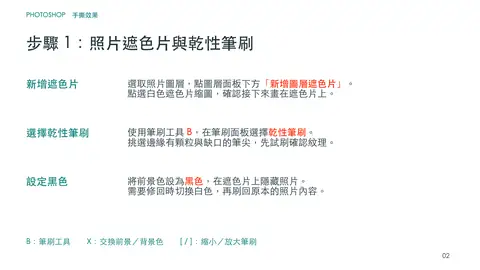 PHOTOSHOP 手撕效果
步驟 1：照片遮色片與乾性筆刷
新增遮色片
選取照片圖層，點圖層面板下方「新增圖層遮色片」。
點選白色遮色片縮圖，確認接下來畫在遮色片上。
選擇乾性筆刷
使用筆刷工具 B，在筆刷面板選擇乾性筆刷。
挑選邊緣有顆粒與缺口的筆尖，先試刷確認紋理。
設定黑色
將前景色設為黑色，在遮色片上隱藏照片。
需要修回時切換白色，再刷回原本的照片內容。
B：筆刷工具 X：交換前景／背景色 [ / ]：縮小／放大筆刷
02